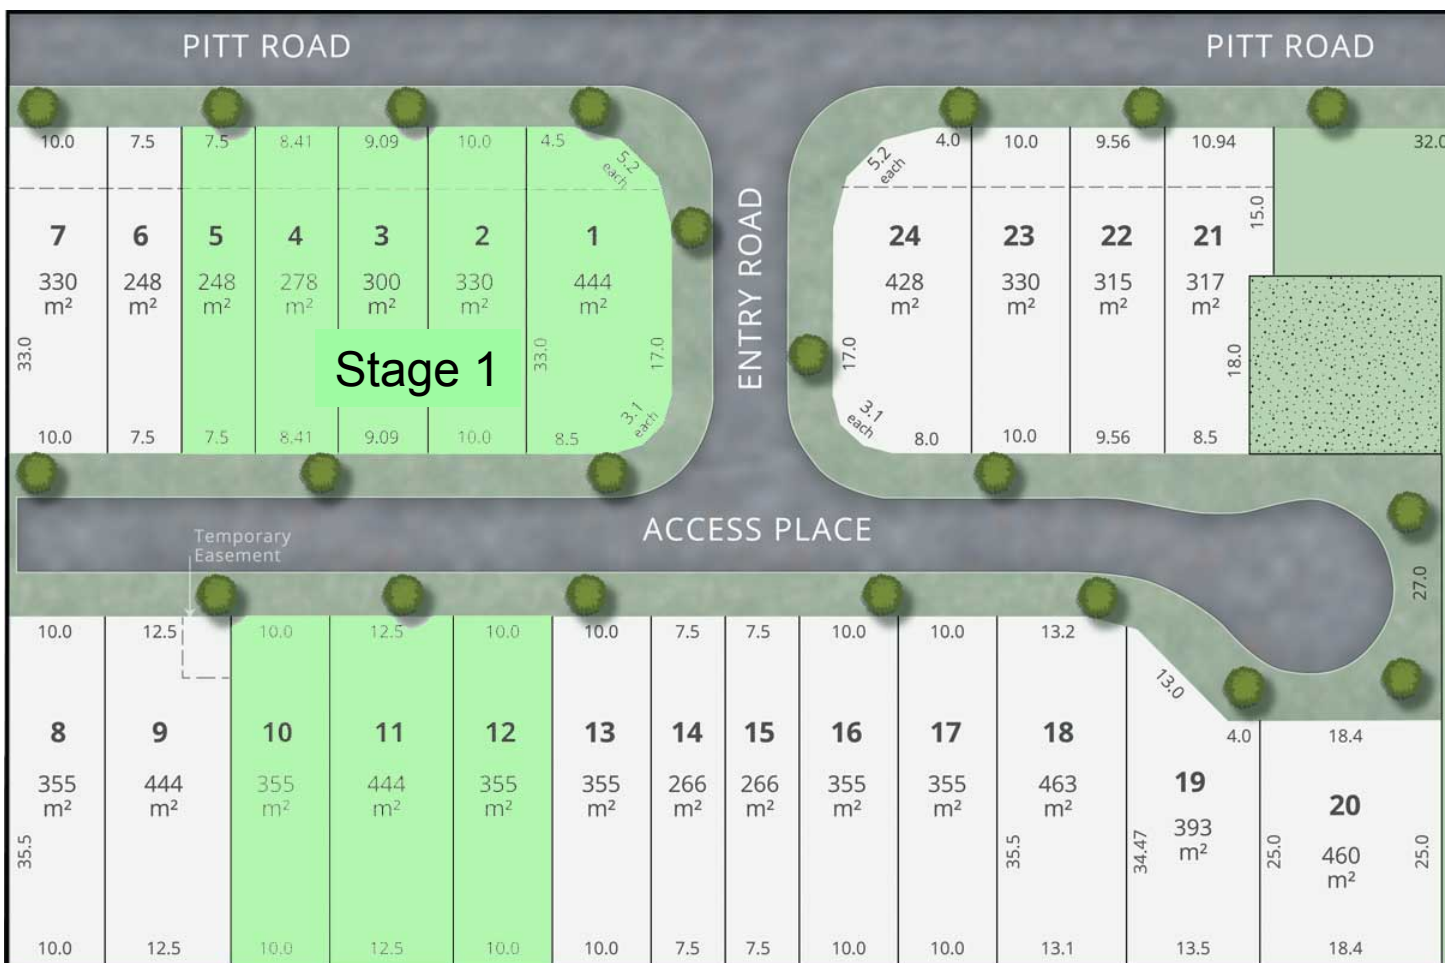 PITT ROAD
PITT ROAD
10.0 7.5 7.5 8.41 9.09 10.0 4.5 5.2 each
5.2 each 4.0 10.0 9.56 10.94 32.0
7 6 5 4 3 2 1
24 23 22 21 15.0
330 m² 248 m² 248 m² 278 m² 300 m² 330 m² 444 m²
428 m² 330 m² 315 m² 317 m²
ENTRY ROAD
33.0 Stage 1 33.0 17.0
17.0 18.0
10.0 7.5 7.5 8.41 9.09 10.0 8.5 3.1 each
3.1 each 8.0 10.0 9.56 8.5
Temporary
Easement
ACCESS PLACE
27.0
10.0 12.5 10.0 12.5 10.0 10.0 7.5 7.5 10.0 10.0 13.2 13.0
8 9 10 11 12 13 14 15 16 17 18
4.0 18.4
355 m² 444 m² 355 m² 444 m² 355 m² 355 m² 266 m² 266 m² 355 m² 355 m² 463 m²
19
393 m²
20
460 m²
35.5 35.5 34.47 25.0 25.0
10.0 12.5 10.0 12.5 10.0 10.0 7.5 7.5 10.0 10.0 13.1 13.5 18.4